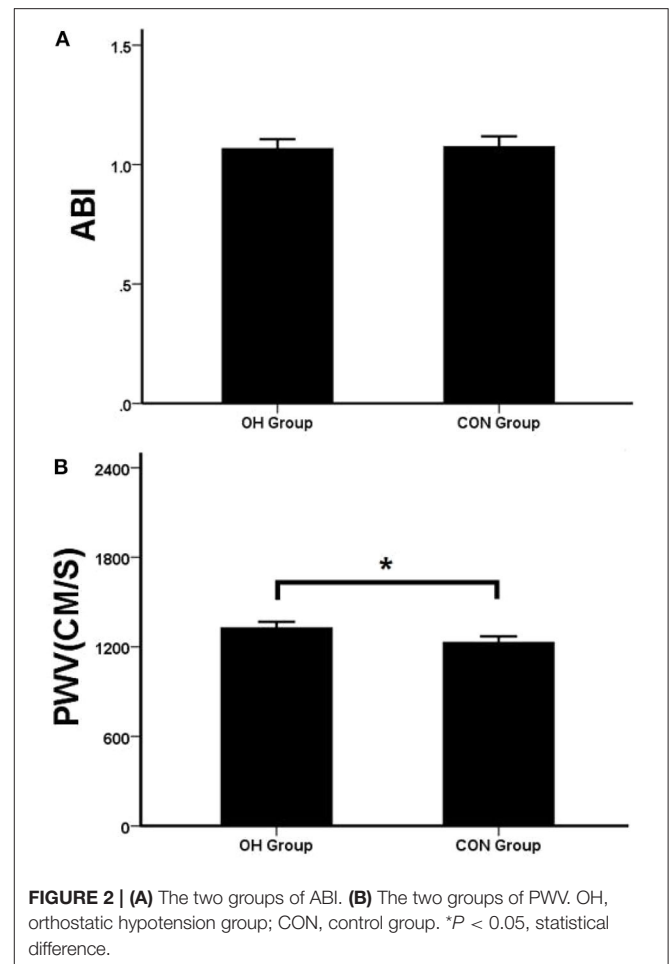 A
1.5
1.0
.5
.0
ABI
OH Group
CON Group
B
2400
1800
1200
600
0
PWV(CM/S)
*
OH Group
CON Group
FIGURE 2 | (A) The two groups of ABI. (B) The two groups of PWV. OH,
orthostatic hypotension group; CON, control group. *P < 0.05, statistical
difference.